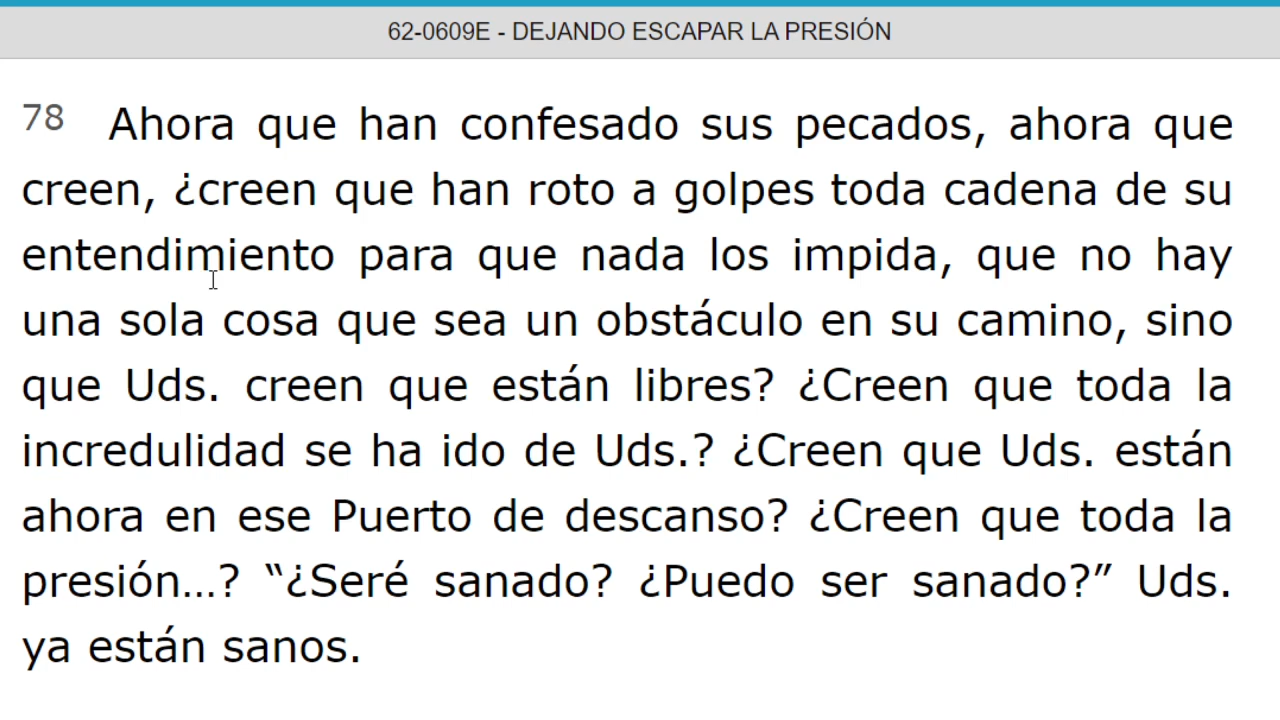 62-0609E - DEJANDO ESCAPAR LA PRESIÓN
78 Ahora que han confesado sus pecados, ahora que
creen, ¿creen que han roto a golpes toda cadena de su
entendimiento para que nada los impida, que no hay
una sola cosa que sea un obstáculo en su camino, sino
que Uds. creen que están libres? ¿Creen que toda la
incredulidad se ha ido de Uds.? ¿Creen que Uds. están
ahora en ese Puerto de descanso? ¿Creen que toda la
presión…? “¿Seré sanado? ¿Puedo ser sanado?” Uds.
ya están sanos.